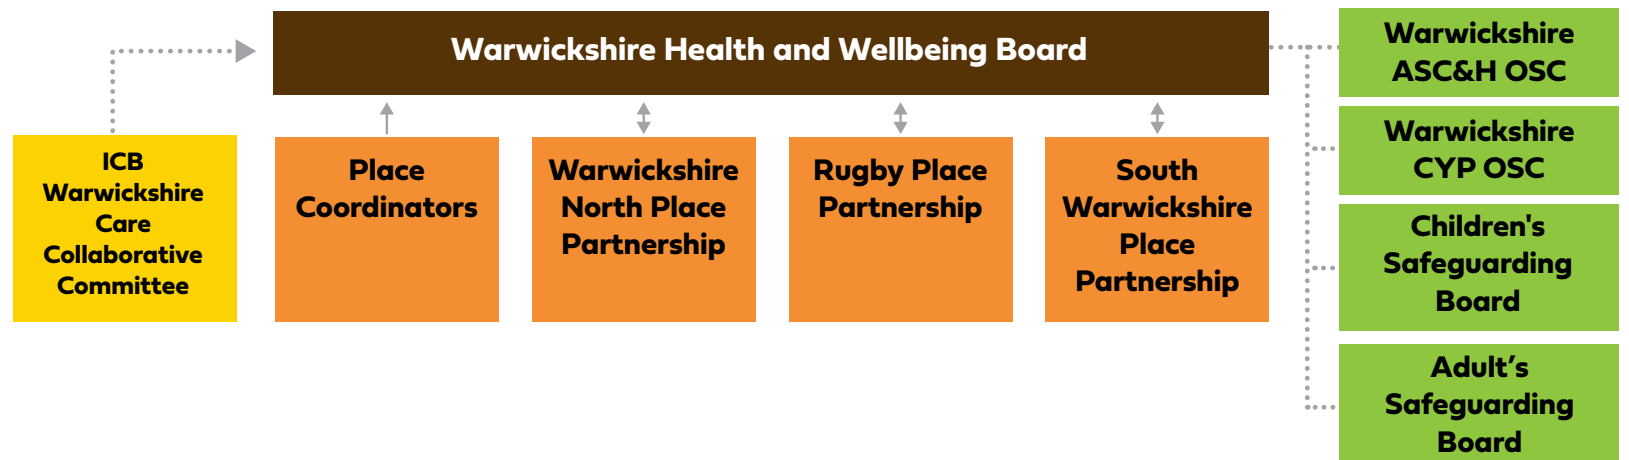 Warwickshire Health and Wellbeing Board
ICB
Warwickshire
Care
Collaborative
Committee
Place
Coordinators
Warwickshire
North Place
Partnership
Rugby Place
Partnership
South
Warwickshire
Place
Partnership
Warwickshire
ASC&H OSC
Warwickshire
CYP OSC
Children's
Safeguarding
Board
Adult’s
Safeguarding
Board